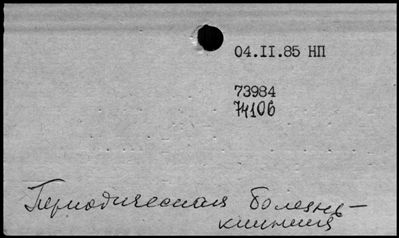 04.II.85 НП
73984
74106
Периодическая болезнь –
клиника